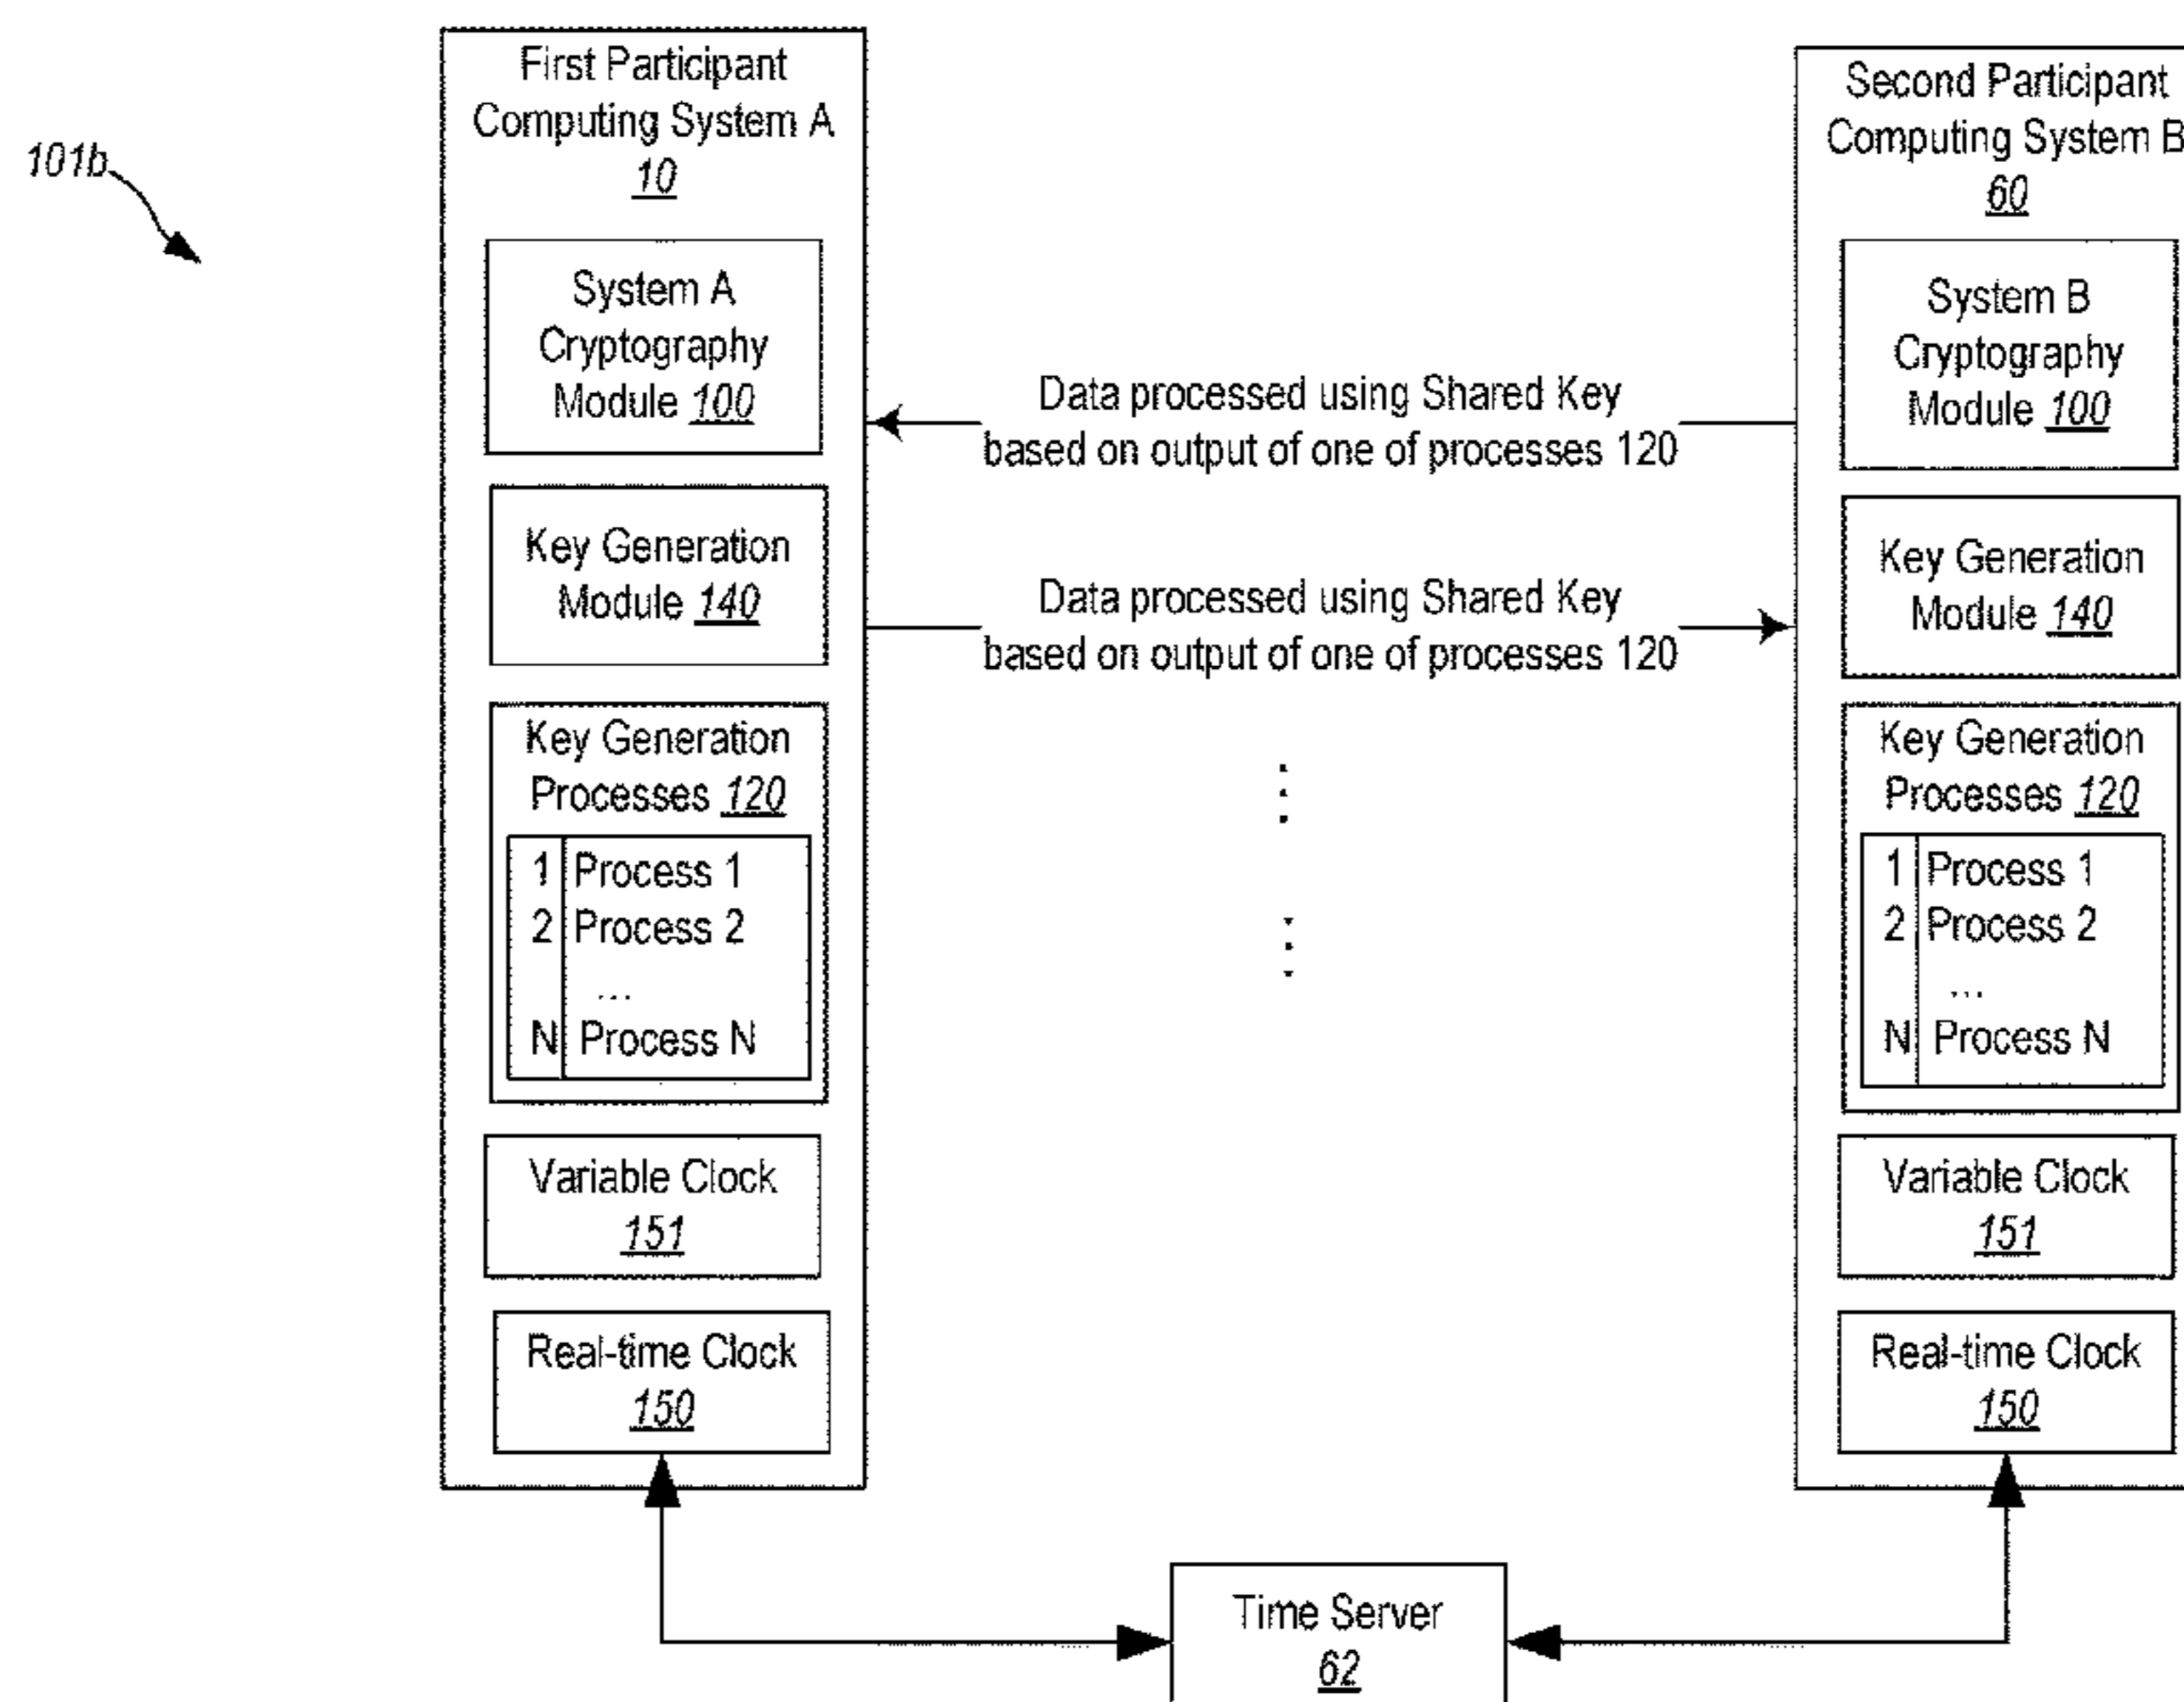 101b
First Participant
Computing System A
10
System A
Cryptography
Module 100
Key Generation
Module 140
Key Generation
Processes 120
1 Process 1
2 Process 2
...
N Process N
Variable Clock
151
Real-time Clock
150
Data processed using Shared Key
based on output of one of processes 120
Data processed using Shared Key
based on output of one of processes 120
Second Participant
Computing System B
60
System B
Cryptography
Module 100
Key Generation
Module 140
Key Generation
Processes 120
1 Process 1
2 Process 2
...
N Process N
Variable Clock
151
Real-time Clock
150
Time Server
62